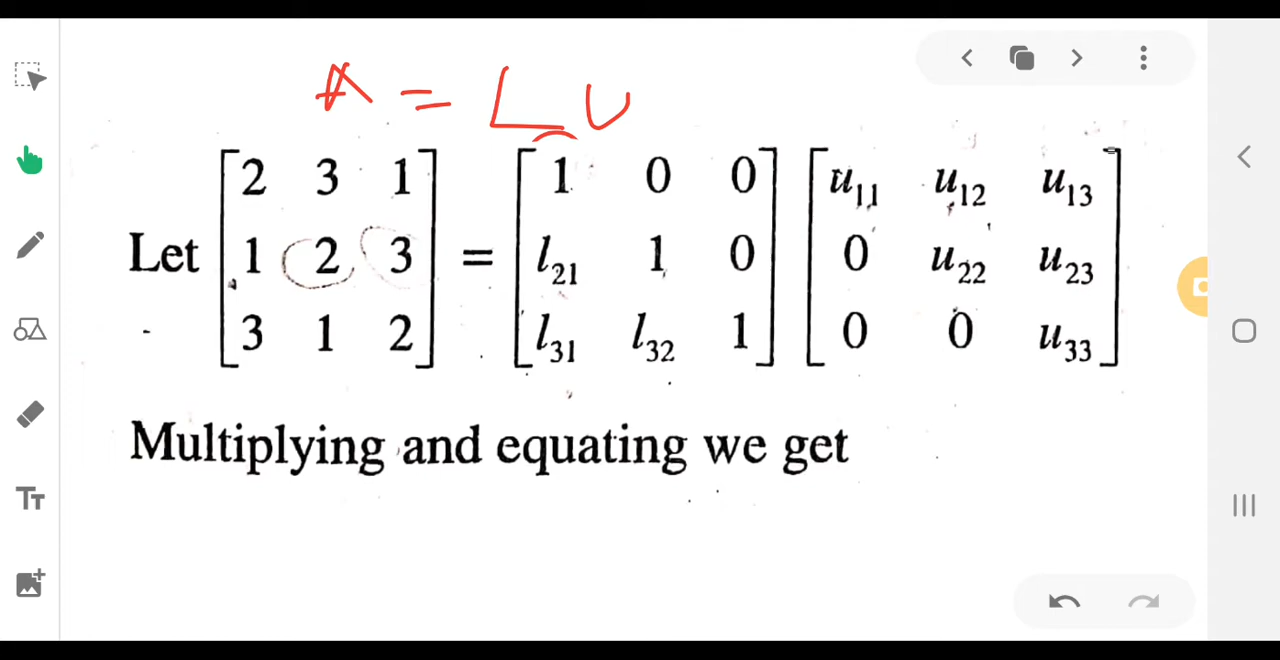 A = LU
Let [2 3 1] [1 0 0] [u₁₁ u₁₂ u₁₃]
[1 2 3] = [l₂₁ 1 0] [0 u₂₂ u₂₃]
[3 1 2] [l₃₁ l₃₂ 1] [0 0 u₃₃]
Multiplying and equating we get
TT